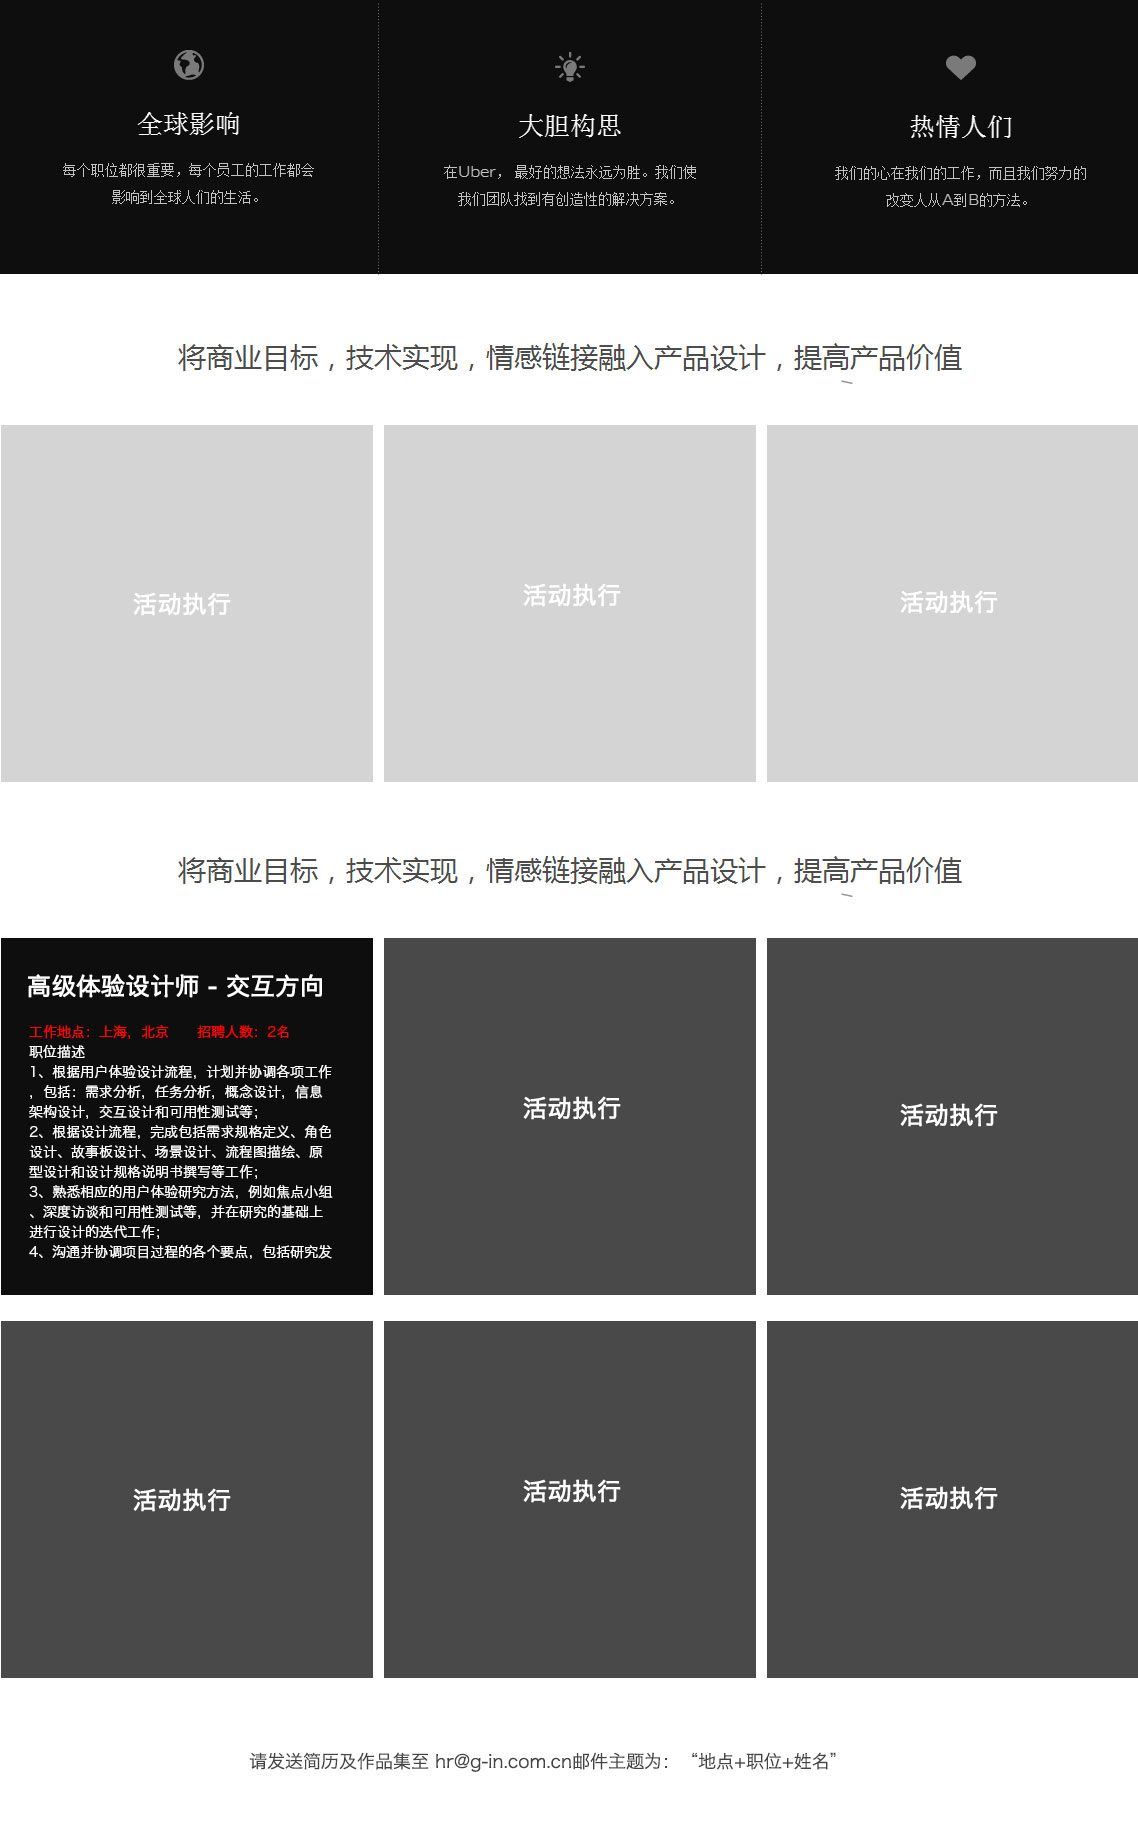 全球影响
每个职位都很重要，每个员工的工作都会
影响到全球人们的生活。
大胆构思
在Uber， 最好的想法永远为胜。我们使
我们团队找到有创造性的解决方案。
热情人们
我们的心在我们的工作，而且我们努力的
改变人从A到B的方法。
将商业目标，技术实现，情感链接融入产品设计，提高产品价值
活动执行
活动执行
活动执行
将商业目标，技术实现，情感链接融入产品设计，提高产品价值
高级体验设计师 - 交互方向
工作地点：上海，北京 招聘人数：2名
职位描述
1、根据用户体验设计流程，计划并协调各项工作
，包括：需求分析，任务分析，概念设计，信息
架构设计，交互设计和可用性测试等；
2、根据设计流程，完成包括需求规格定义、角色
设计、故事板设计、场景设计、流程图描绘、原
型设计和设计规格说明书撰写等工作；
3、熟悉相应的用户体验研究方法，例如焦点小组
、深度访谈和可用性测试等，并在研究的基础上
进行设计的迭代工作；
4、沟通并协调项目过程的各个要点，包括研究发
活动执行
活动执行
活动执行
活动执行
活动执行
请发送简历及作品集至 hr@g-in.com.cn邮件主题为：“地点+职位+姓名”